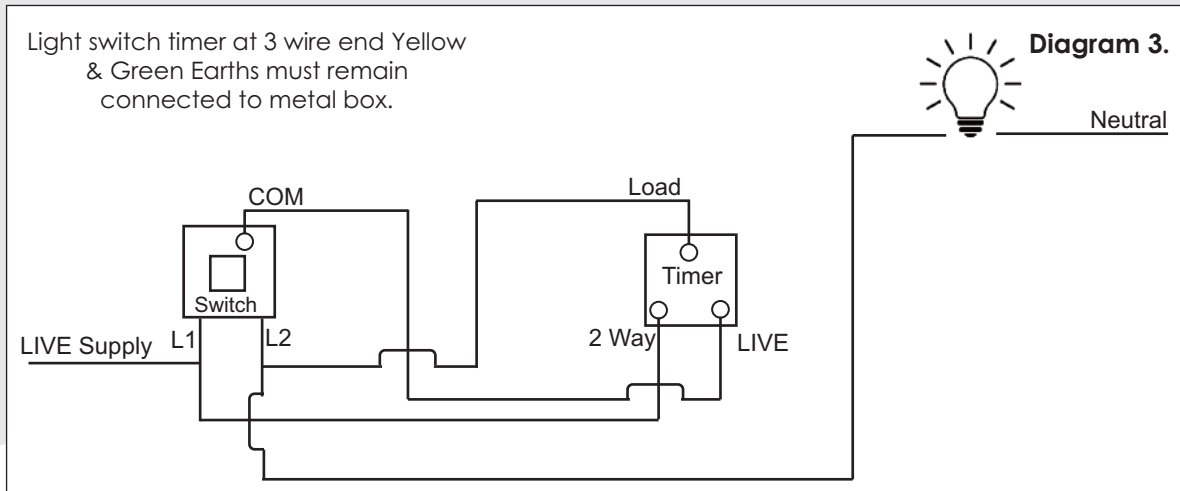 Light switch timer at 3 wire end Yellow
& Green Earths must remain
connected to metal box.
Diagram 3.
Neutral
COM
Load
Timer
Switch
LIVE Supply
L1
L2
2 Way
LIVE